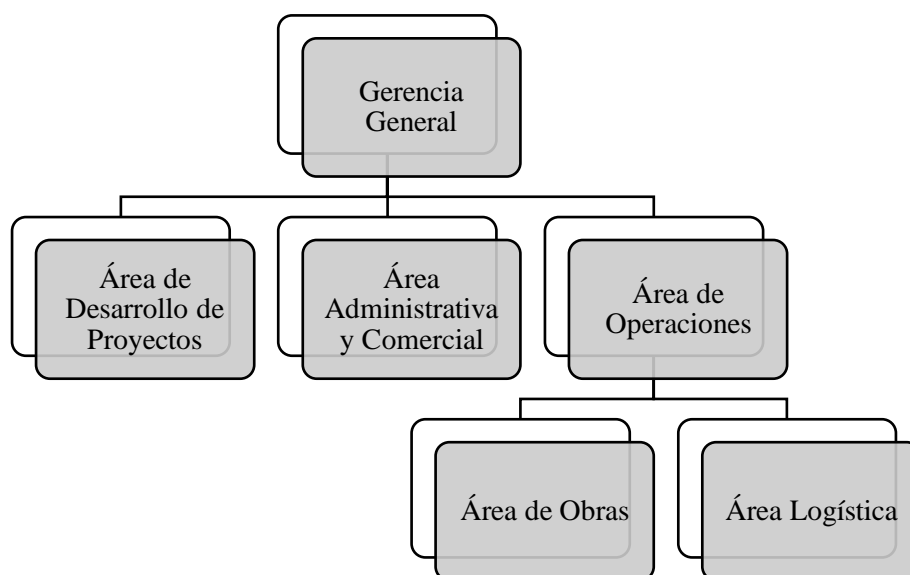 Gerencia
General
Área de
Desarrollo de
Proyectos
Área
Administrativa
y Comercial
Área de
Operaciones
Área de Obras
Área Logística